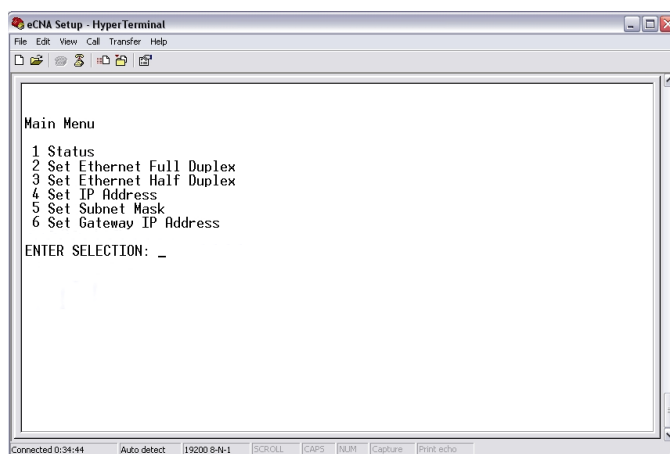 eCNA Setup - HyperTerminal
File Edit View Call Transfer Help
Main Menu
1 Status
2 Set Ethernet Full Duplex
3 Set Ethernet Half Duplex
4 Set IP Address
5 Set Subnet Mask
6 Set Gateway IP Address
ENTER SELECTION: _
Connected 0:34:44 Auto detect 19200 8-N-1 SCROLL CAPS NUM Capture Print echo